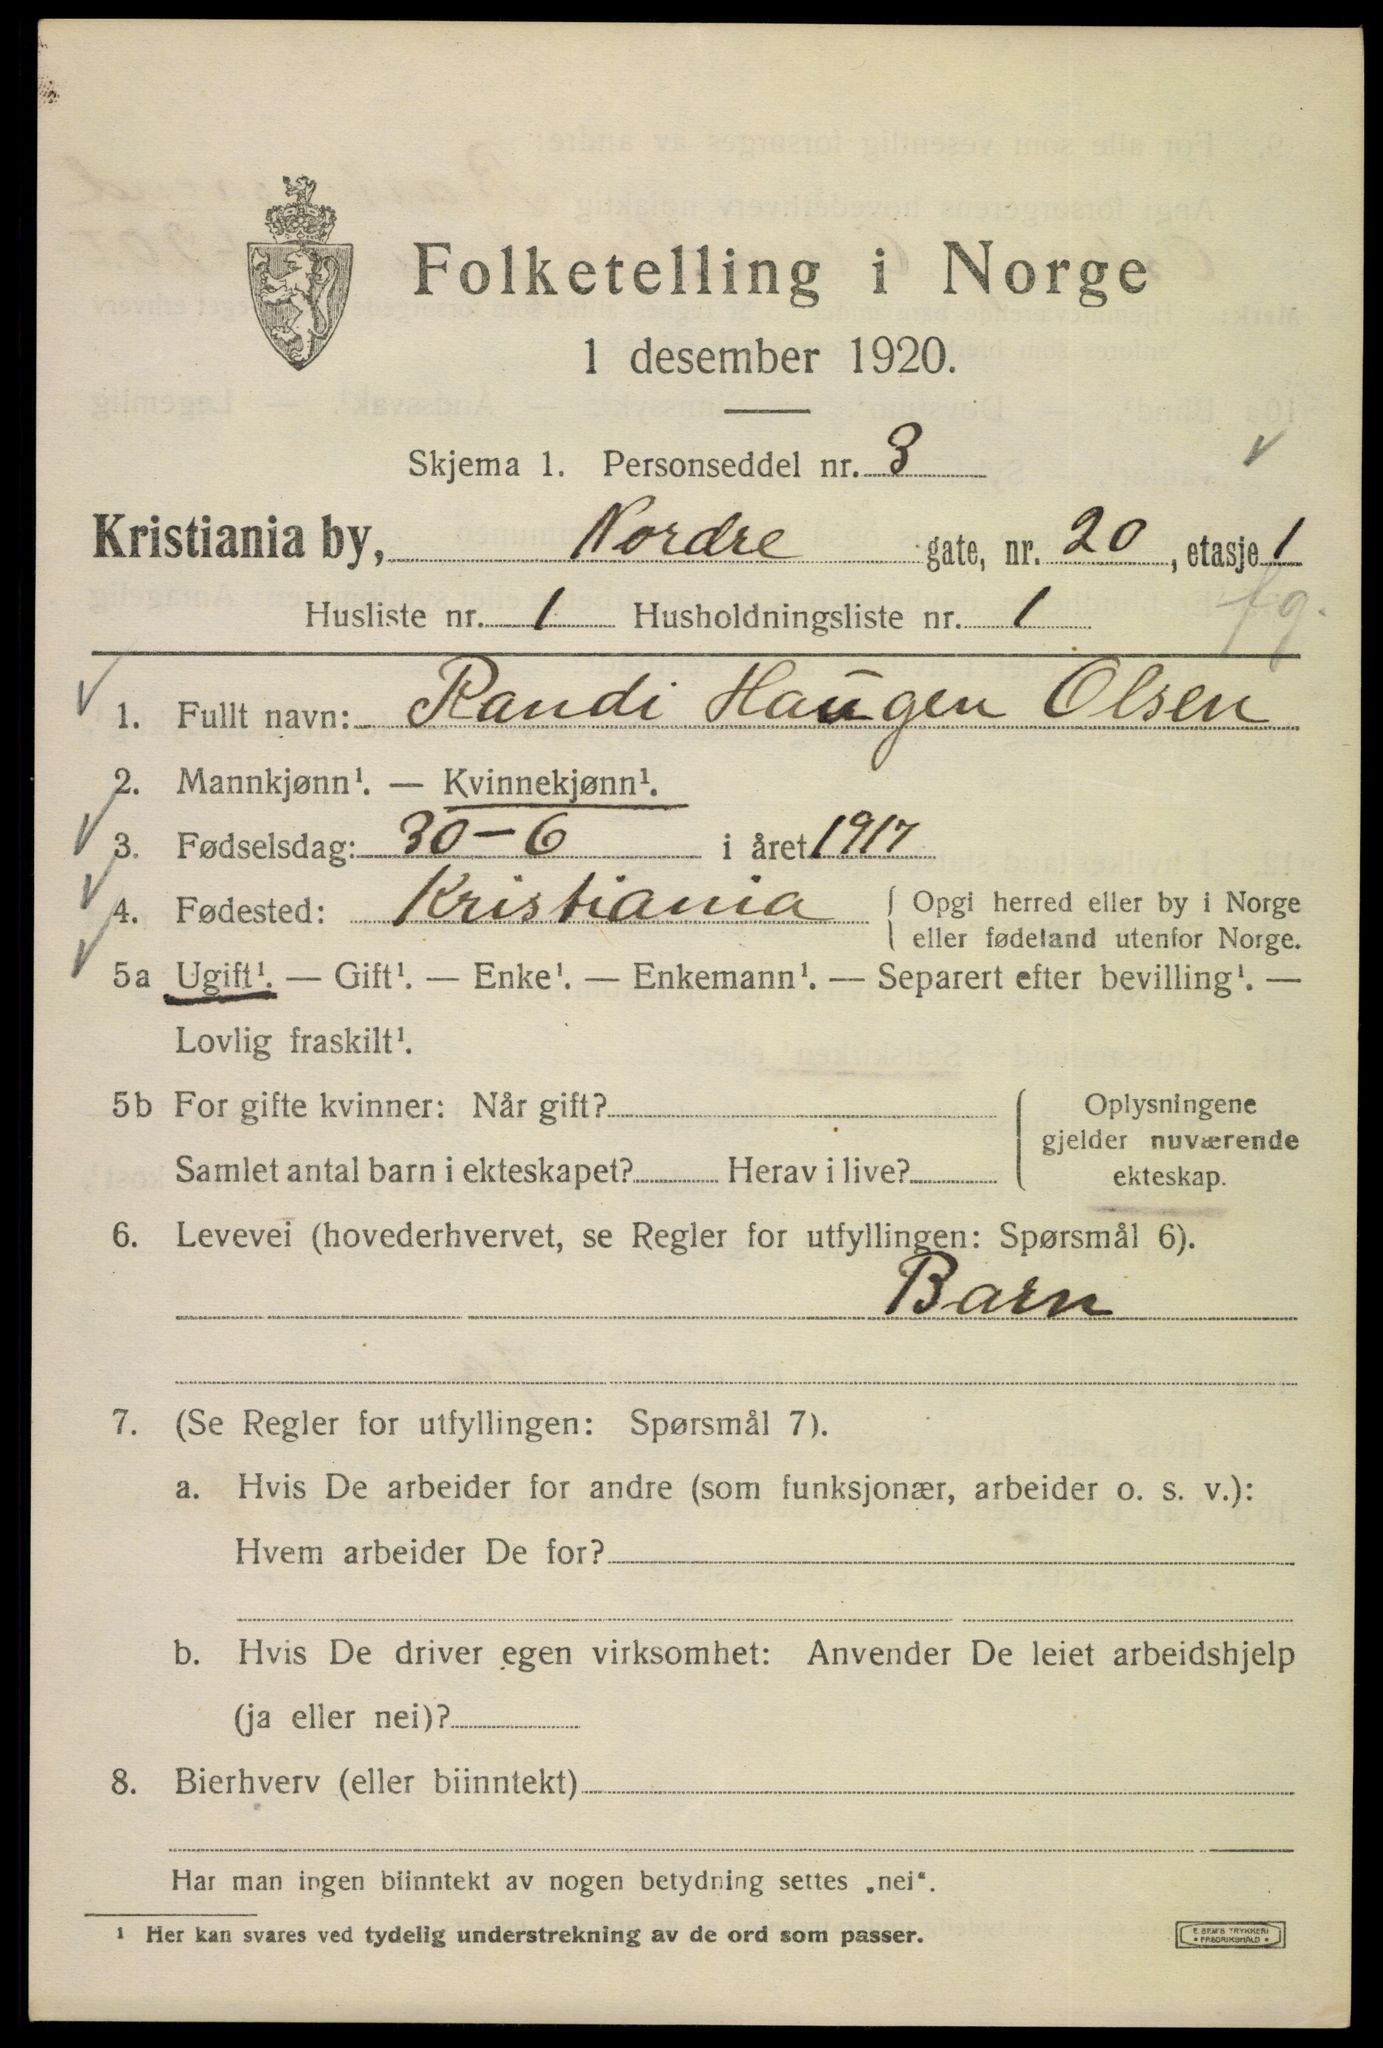 Folketelling i Norge
1 desember 1920.
Skjema 1. Personseddel nr. 3
Kristiania by, Nordre gate, nr. 20, etasje 1
Husliste nr. 1 Husholdningsliste nr. 1
fg.
1. Fullt navn: Randi Haugen Olsen
2. Mannkjønn¹. — Kvinnekjønn¹.
3. Fødselsdag: 30-6 i året 1917
4. Fødested: Kristiania { Opgi herred eller by i Norge
eller fødeland utenfor Norge.
5a Ugift¹. — Gift¹. — Enke¹. — Enkemann¹. — Separert efter bevilling¹. —
Lovlig fraskilt¹.
5b For gifte kvinner: Når gift? { Oplysningene
gjelder nuværende
Samlet antal barn i ekteskapet? Herav i live? ekteskap.
6. Levevei (hovederhvervet, se Regler for utfyllingen: Spørsmål 6).
Barn
7. (Se Regler for utfyllingen: Spørsmål 7).
a. Hvis De arbeider for andre (som funksjonær, arbeider o. s. v.):
Hvem arbeider De for?
b. Hvis De driver egen virksomhet: Anvender De leiet arbeidshjelp
(ja eller nei)?
8. Bierhverv (eller biinntekt)
Har man ingen biinntekt av nogen betydning settes „nei“.
¹ Her kan svares ved tydelig understrekning av de ord som passer.
E. SEM'S TRYKKERI
FREDRIKSHALD